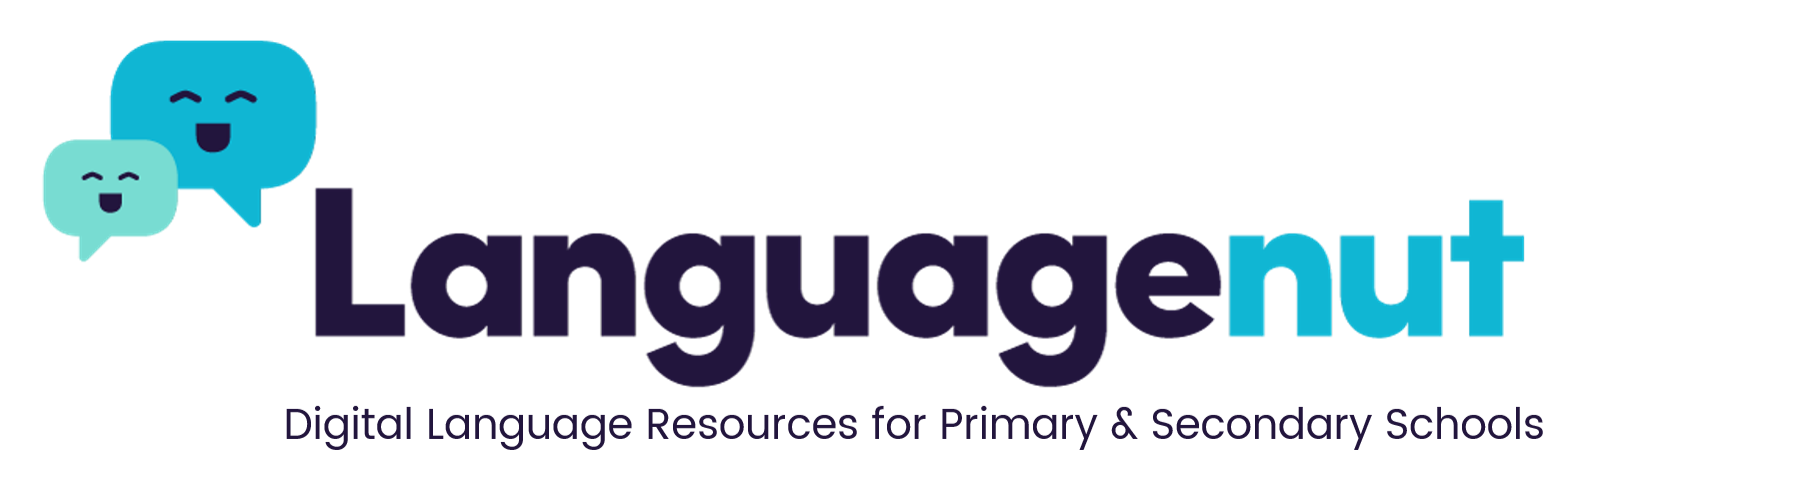 Languagenut
Digital Language Resources for Primary & Secondary Schools